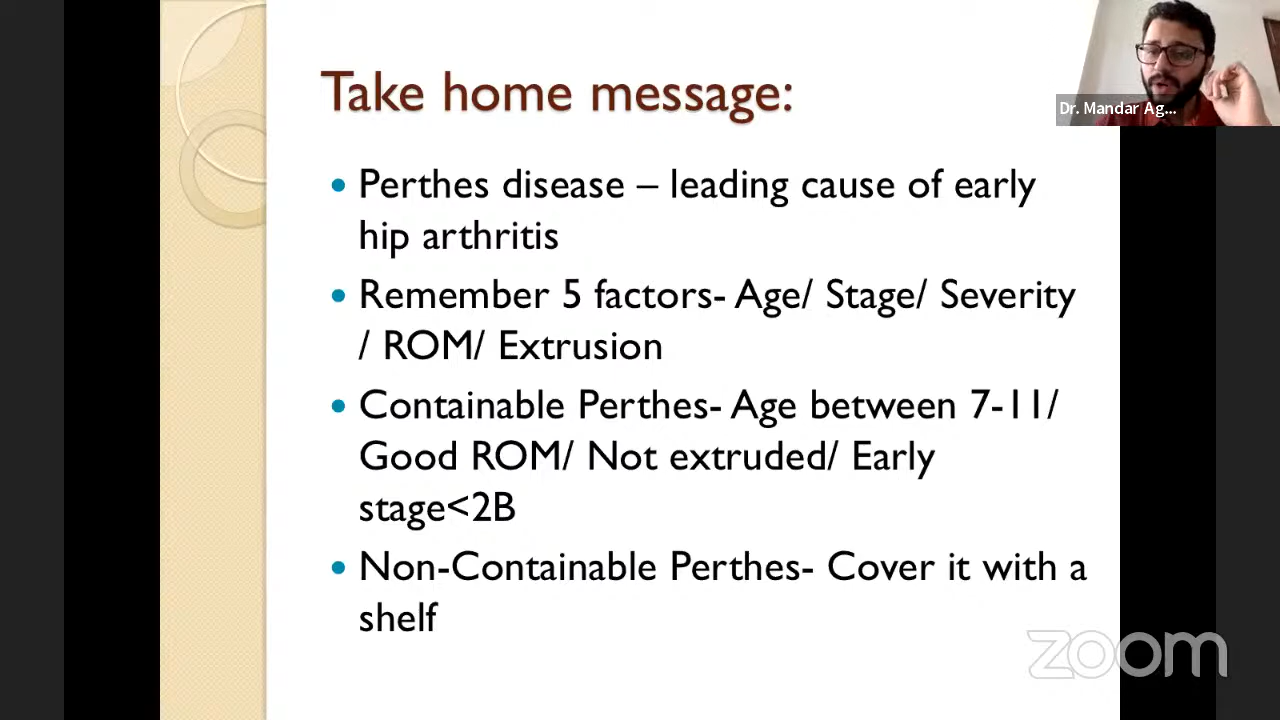 Take home message:
Dr. Mandar Ag...
• Perthes disease – leading cause of early
hip arthritis
• Remember 5 factors- Age/ Stage/ Severity
/ ROM/ Extrusion
• Containable Perthes- Age between 7-11/
Good ROM/ Not extruded/ Early
stage<2B
• Non-Containable Perthes- Cover it with a
shelf
zoom